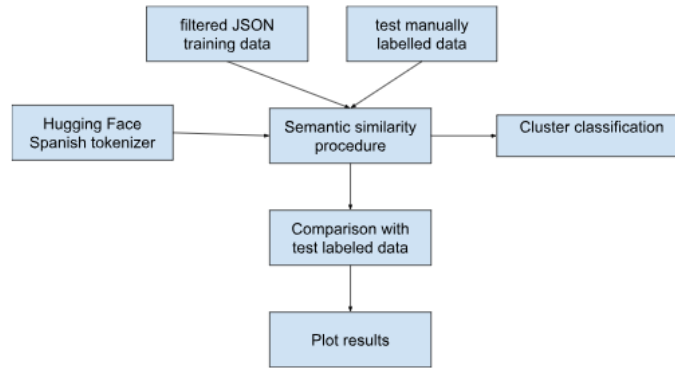 filtered JSON
training data
test manually
labelled data
Hugging Face
Spanish tokenizer
Semantic similarity
procedure
Cluster classification
Comparison with
test labeled data
Plot results